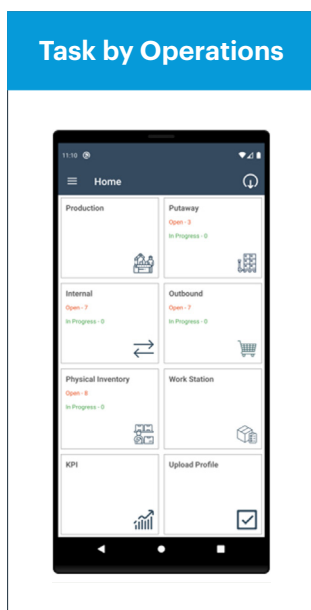 Task by Operations
11:10
Home
Production
Putaway
Open - 3
In Progress - 0
Internal
Open - 7
In Progress - 0
Outbound
Open - 7
In Progress - 0
Physical Inventory
Open - 8
In Progress - 0
Work Station
KPI
Upload Profile